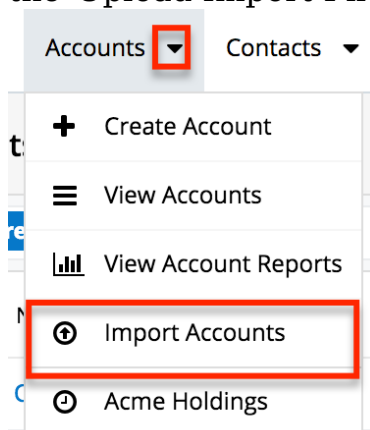 Accounts Contacts
Create Account
View Accounts
View Account Reports
Import Accounts
Acme Holdings